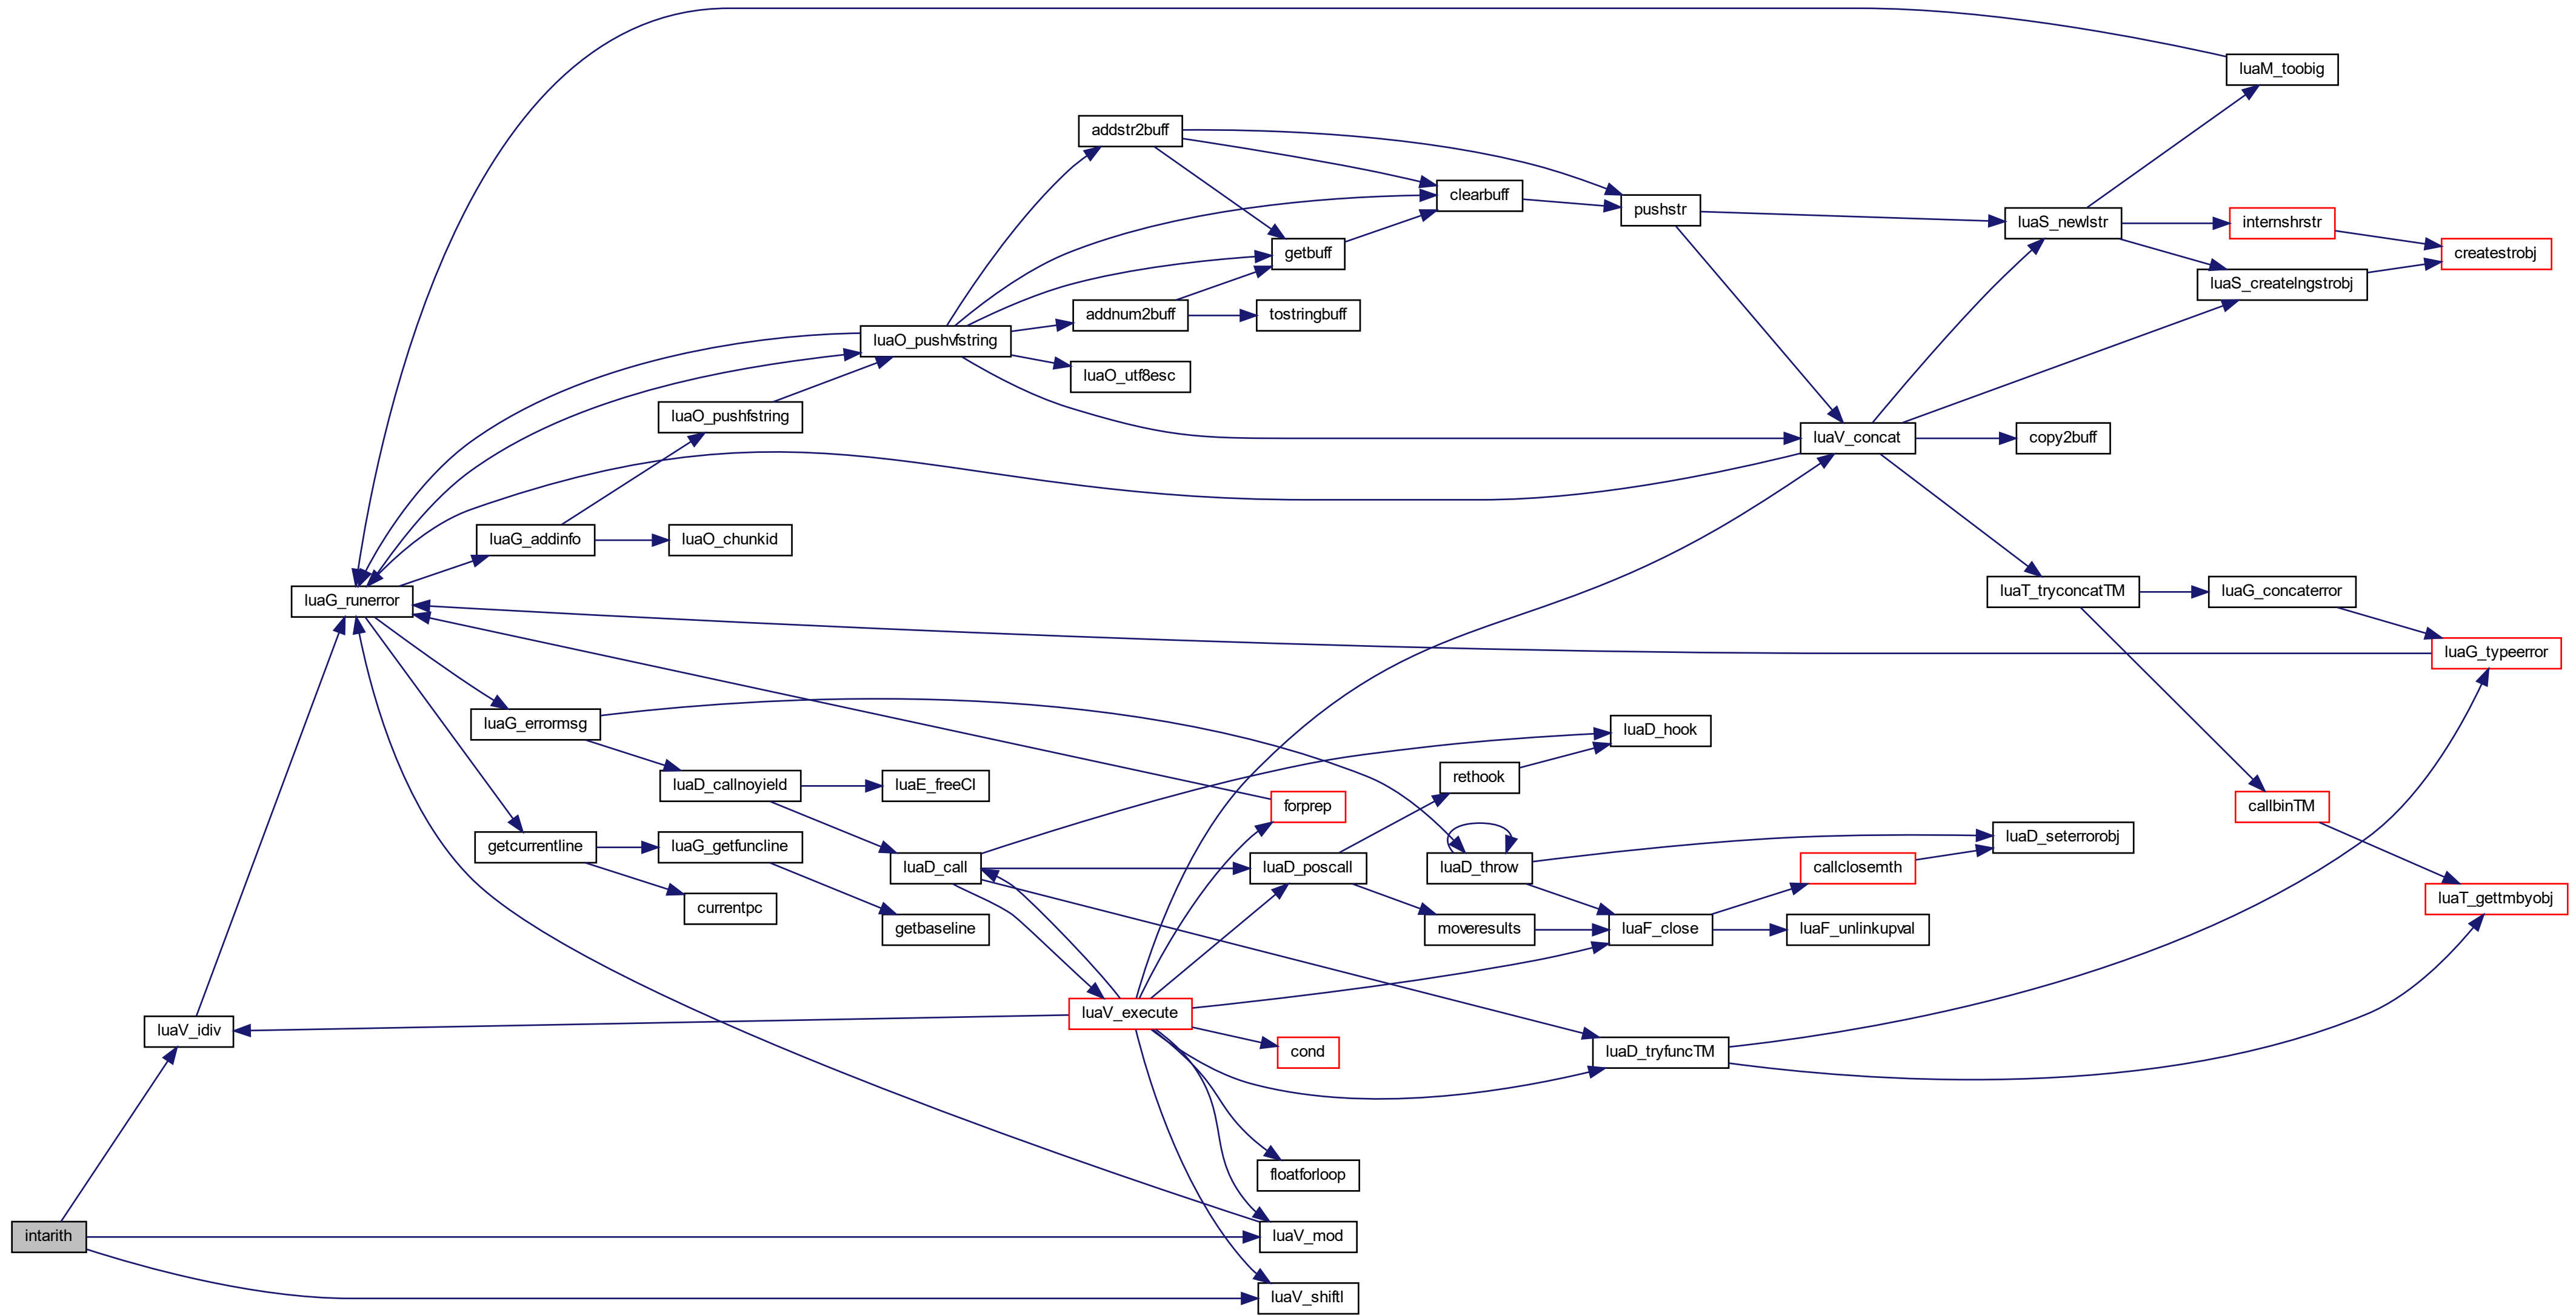 luaM_toobig
addstr2buff
clearbuff
pushstr
luaS_newlstr
internshrstr
getbuff
createstrobj
luaS_createlngstrobj
addnum2buff
tostringbuff
luaO_pushvfstring
luaO_utf8esc
luaO_pushfstring
luaV_concat
copy2buff
luaG_addinfo
luaO_chunkid
luaG_runerror
luaT_tryconcatTM
luaG_concaterror
luaG_typeerror
luaG_errormsg
luaD_hook
luaD_callnoyield
luaE_freeCI
rethook
forprep
callbinTM
getcurrentline
luaG_getfuncline
luaD_call
luaD_poscall
luaD_throw
luaD_seterrorobj
callclosemth
currentpc
getbaseline
moveresults
luaF_close
luaF_unlinkupval
luaT_gettmbyobj
luaV_execute
luaV_idiv
cond
luaD_tryfuncTM
floatforloop
intarith
luaV_mod
luaV_shiftl